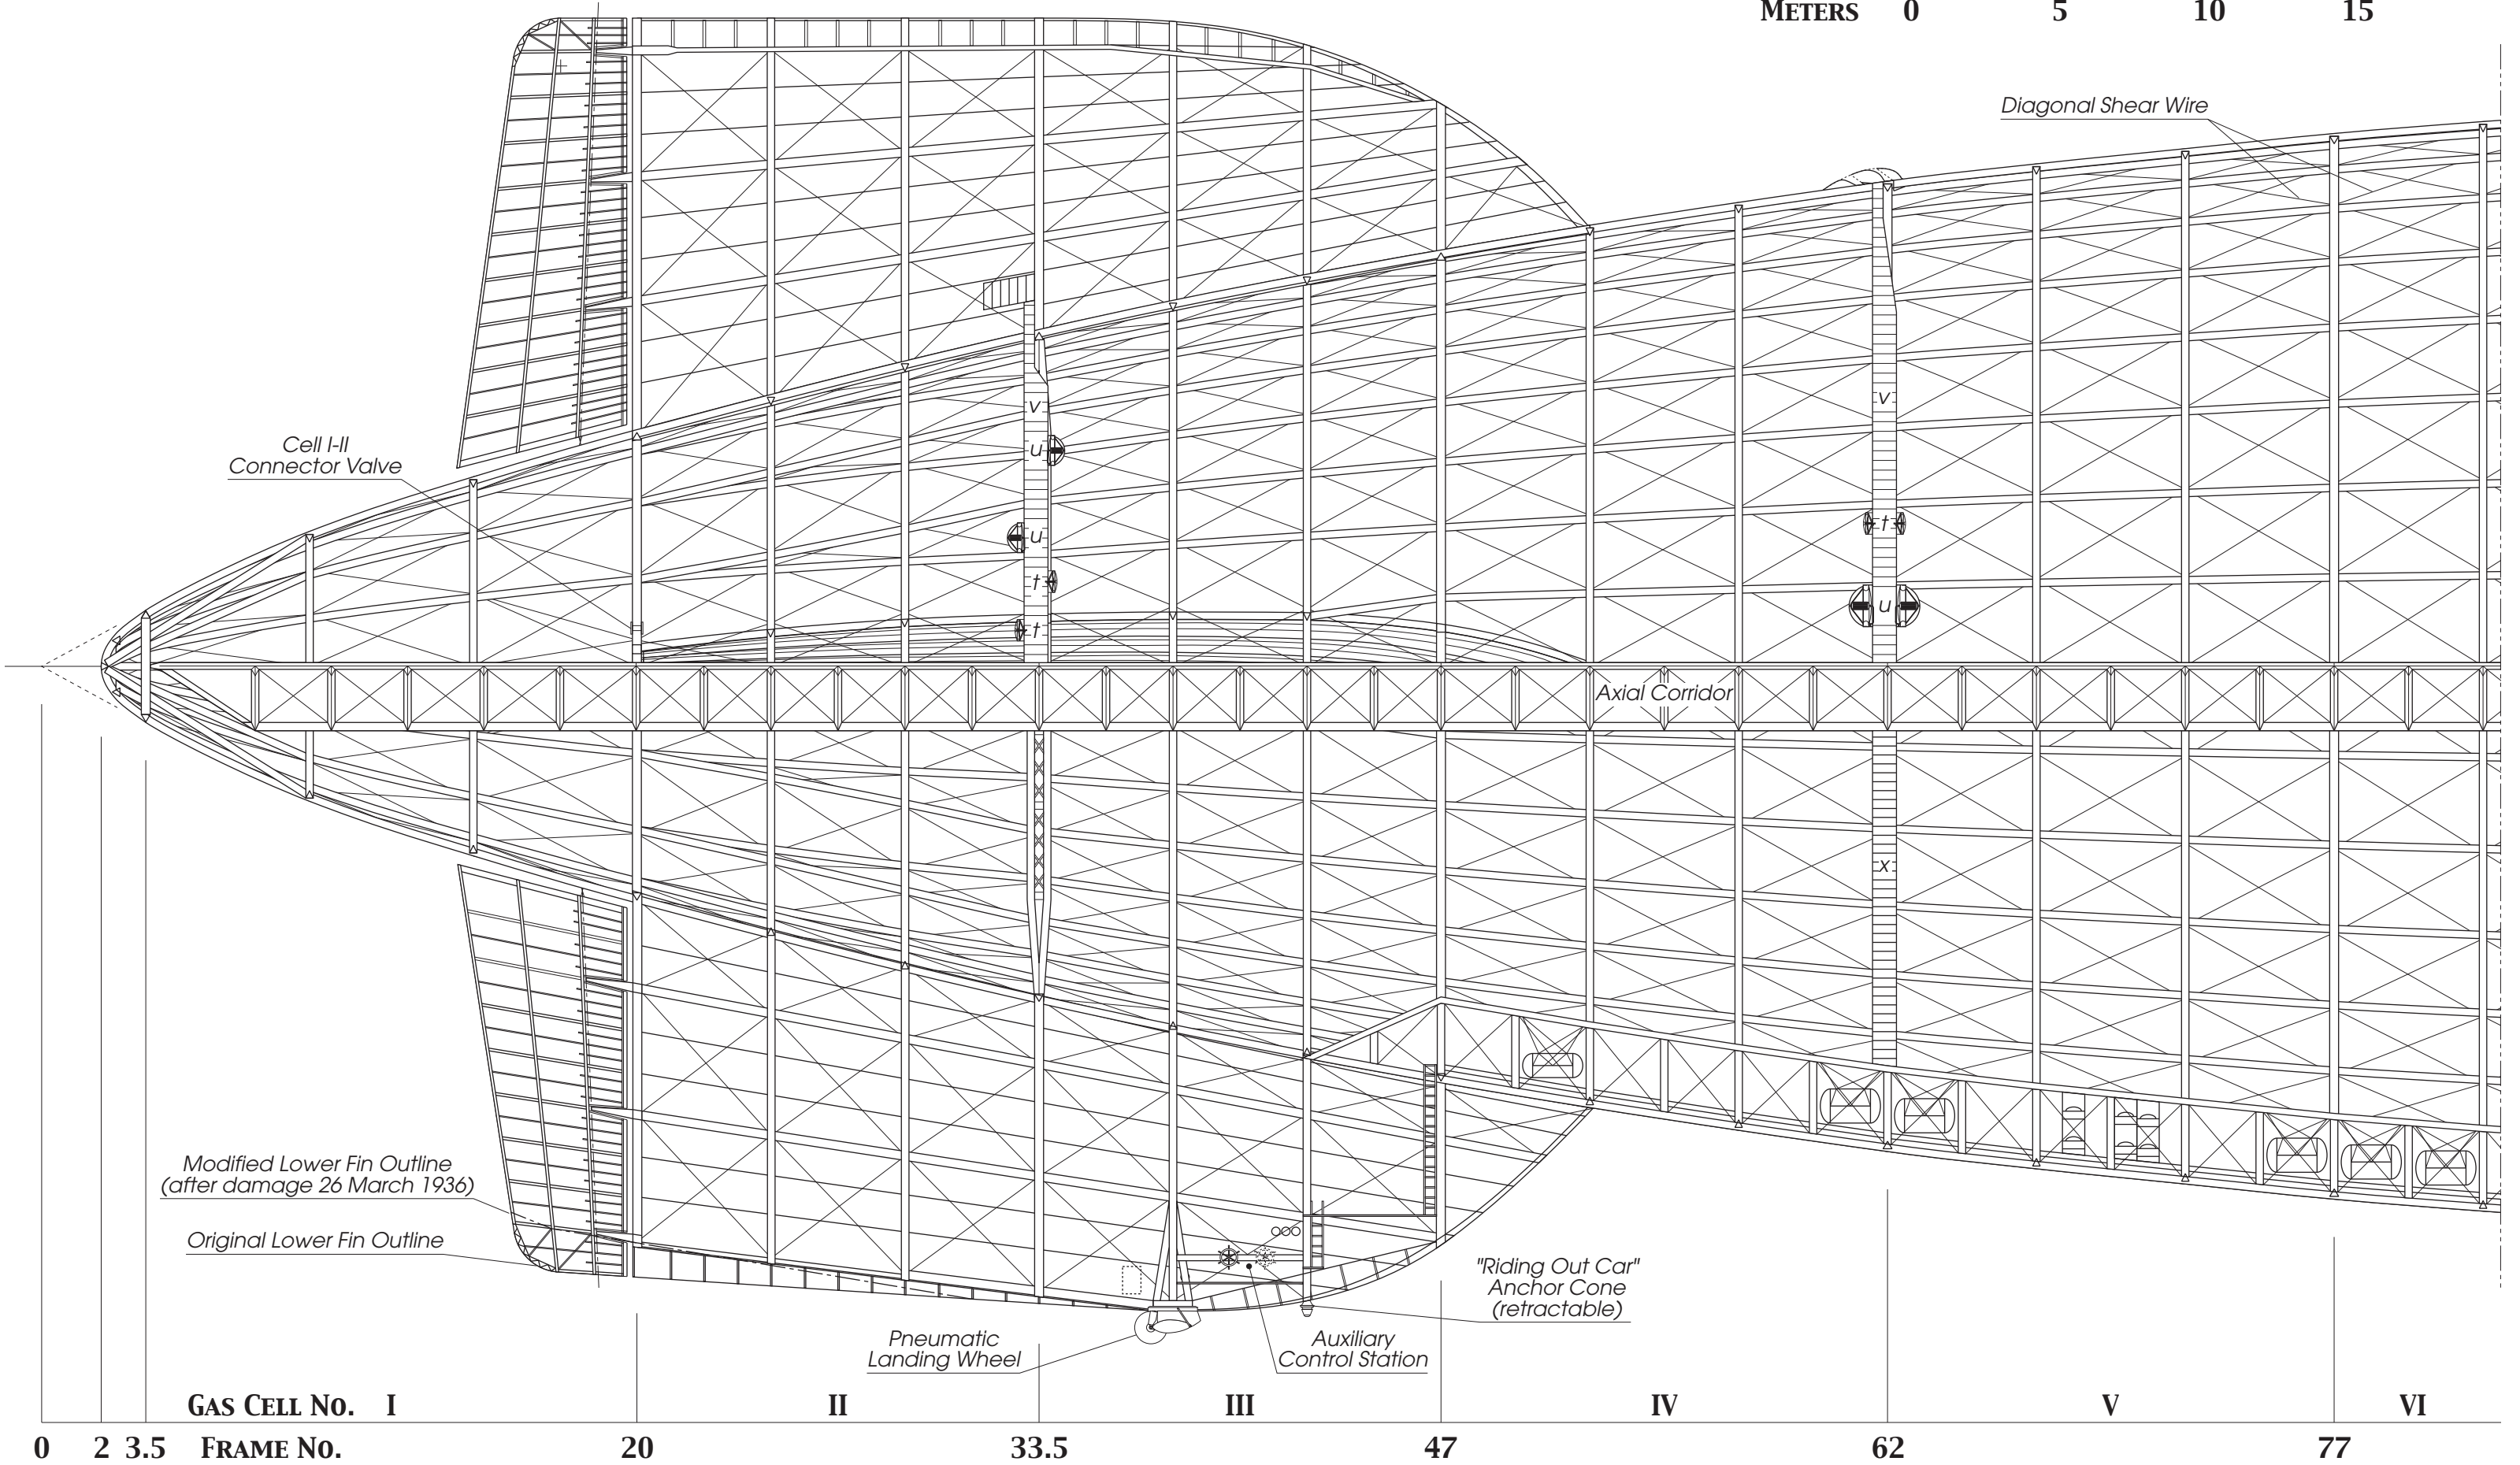 METERS 0 5 10 15
Diagonal Shear Wire
Cell I-II
Connector Valve
v
v
u
t
u
t
u
t
Axial Corridor
x
Modified Lower Fin Outline
(after damage 26 March 1936)
Original Lower Fin Outline
"Riding Out Car"
Anchor Cone
(retractable)
Pneumatic
Landing Wheel
Auxiliary
Control Station
GAS CELL NO. I II III IV V VI
0 2 3.5 FRAME NO. 20 33.5 47 62 77